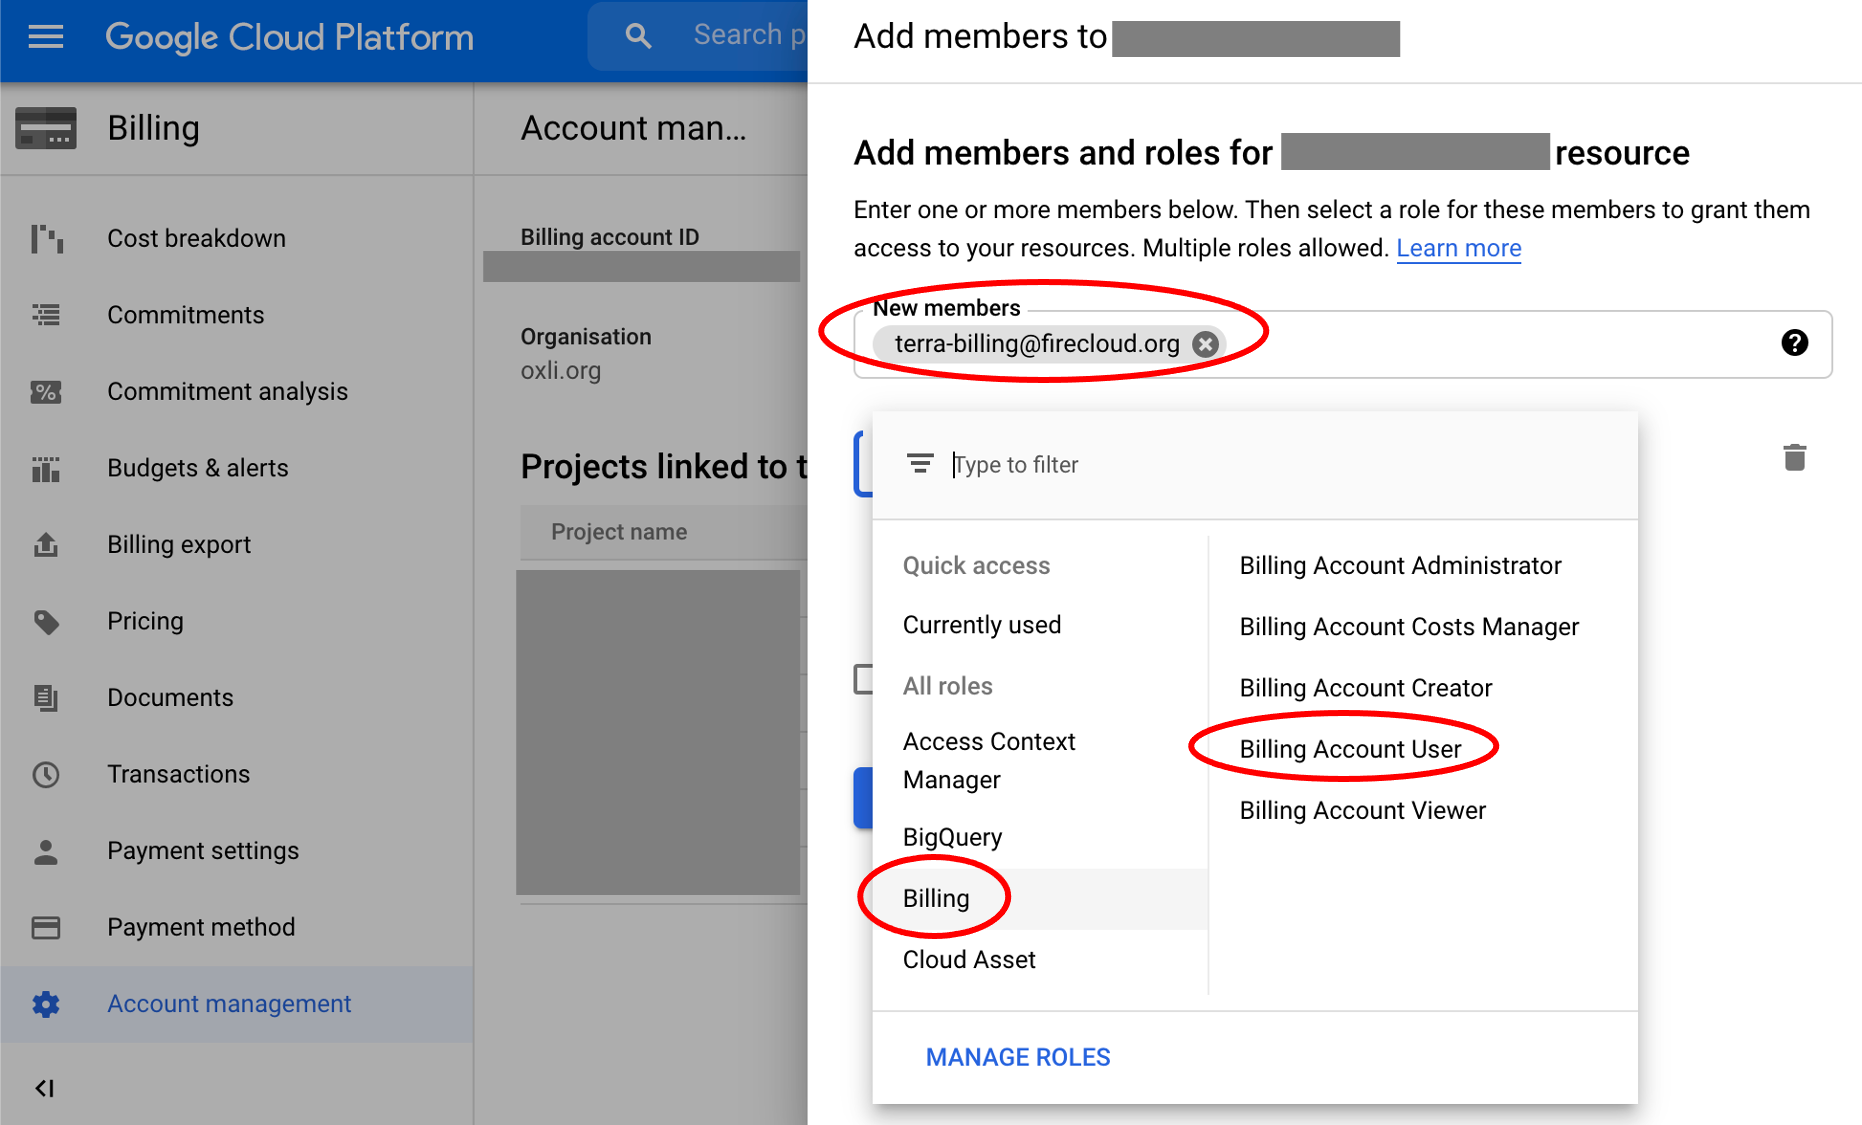 Google Cloud Platform
Search p
Billing
Account man...
Cost breakdown
Commitments
Commitment analysis
Budgets & alerts
Billing export
Pricing
Documents
Transactions
Payment settings
Payment method
Account management
Billing account ID
Organisation
oxli.org
Projects linked to t
Project name
Add members to
Add members and roles for resource
Enter one or more members below. Then select a role for these members to grant them
access to your resources. Multiple roles allowed. Learn more
New members
terra-billing@firecloud.org
Type to filter
Quick access
Currently used
All roles
Access Context
Manager
BigQuery
Billing
Cloud Asset
Billing Account Administrator
Billing Account Costs Manager
Billing Account Creator
Billing Account User
Billing Account Viewer
MANAGE ROLES